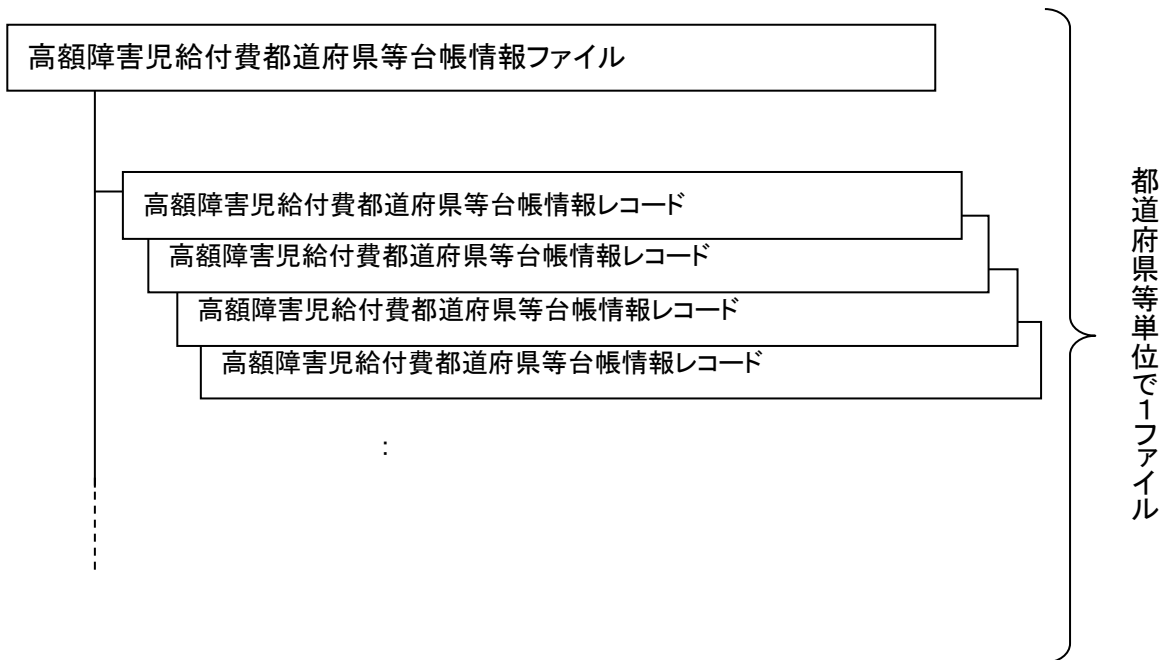 高額障害児給付費都道府県等台帳情報ファイル
高額障害児給付費都道府県等台帳情報レコード
高額障害児給付費都道府県等台帳情報レコード
高額障害児給付費都道府県等台帳情報レコード
高額障害児給付費都道府県等台帳情報レコード
:
都道府県等単位で1ファイル